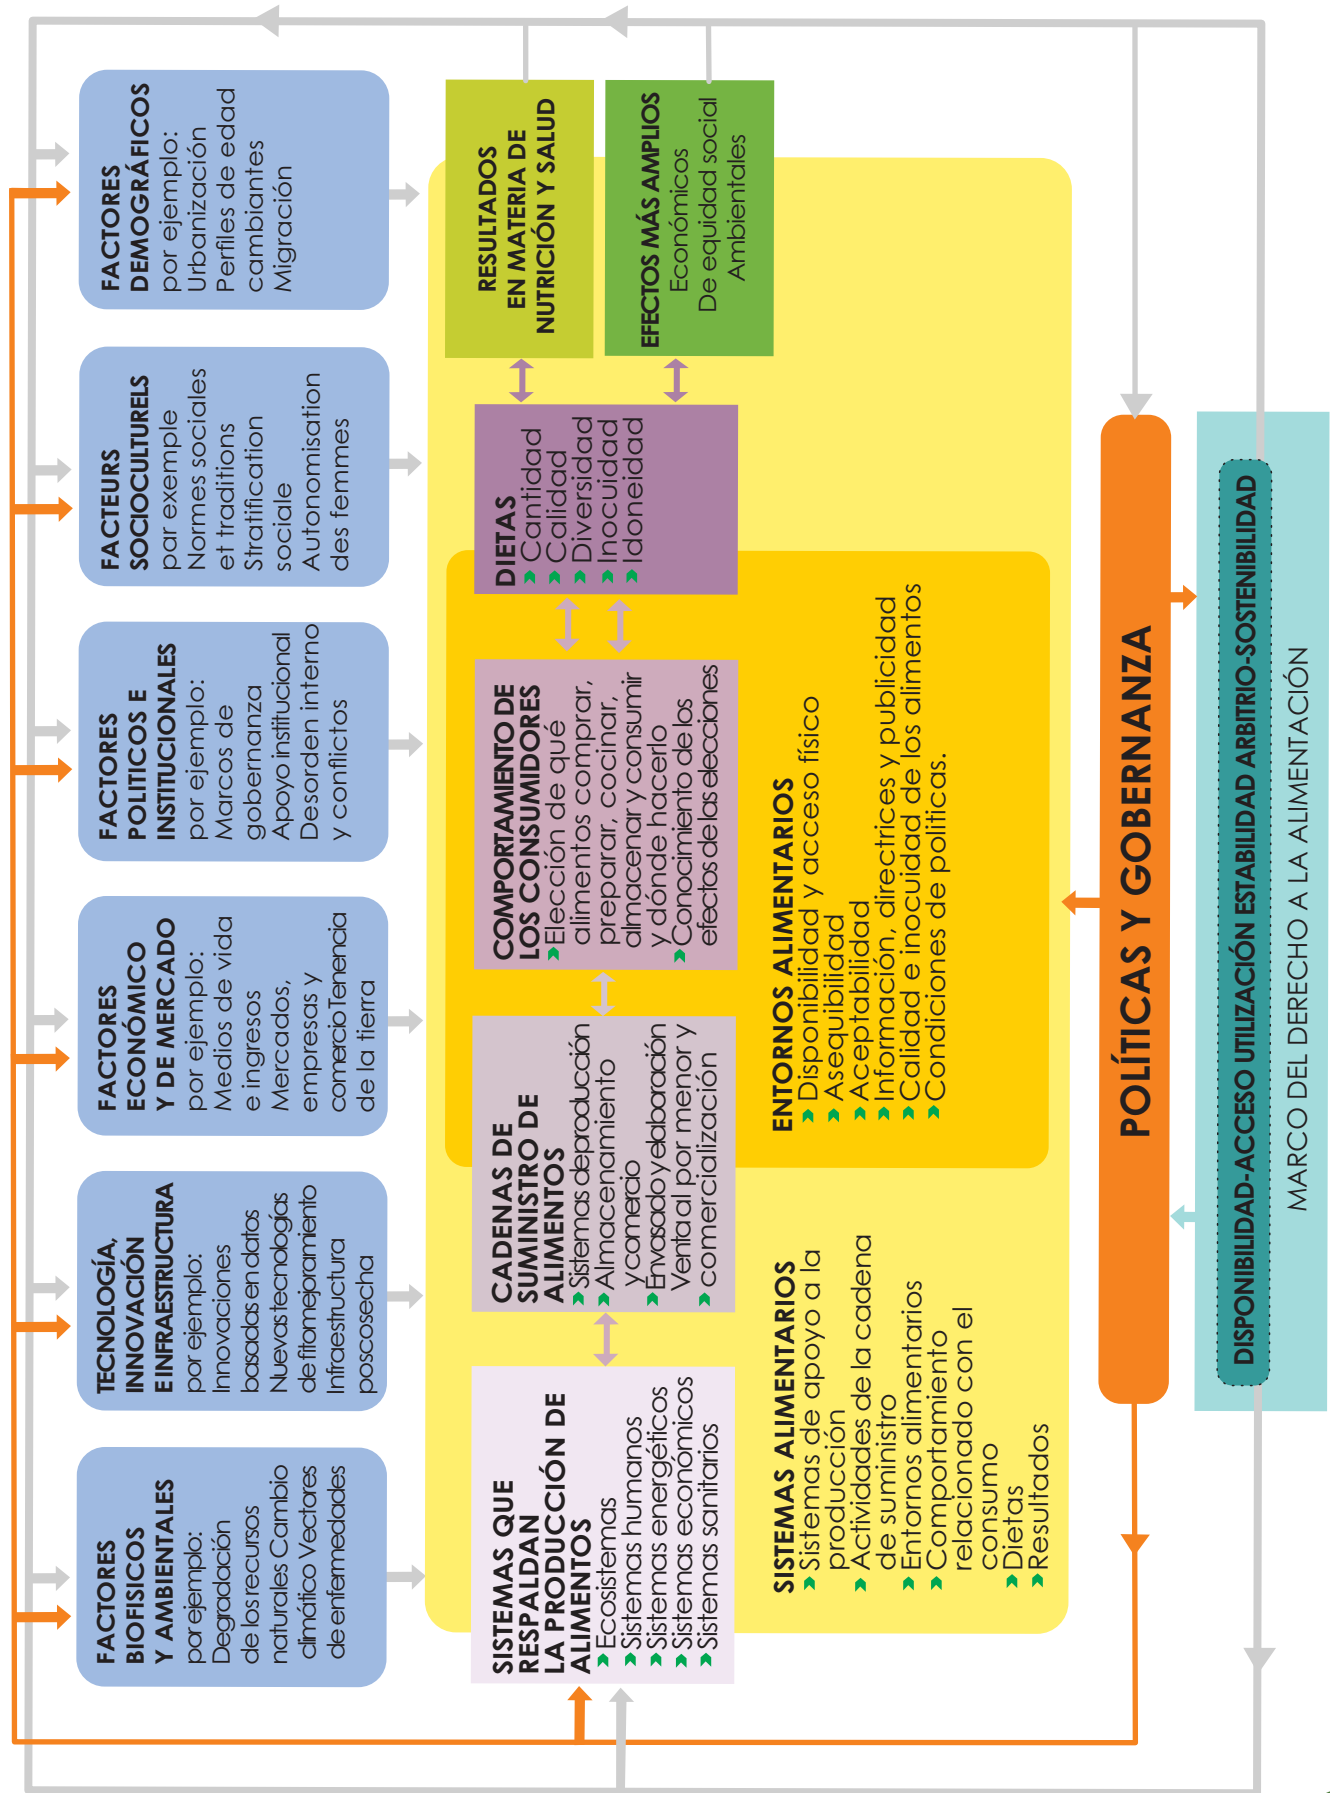 FACTORES
BIOFISICOS
Y AMBIENTALES
por ejemplo:
Degradación
de los recursos
naturales Cambio
climático Vectores
de enfermedades
TECNOLOGÍA,
INNOVACIÓN
E INFRAESTRUCTURA
por ejemplo:
Innovaciones
basadas en datos
Nuevas tecnologías
de fitomejoramiento
Infraestructura
poscosecha
FACTORES
ECONÓMICO
Y DE MERCADO
por ejemplo:
Medios de vida
e ingresos
Mercados,
empresas y
comercio Tenencia
de la tierra
FACTORES
POLITICOS E
INSTITUCIONALES
por ejemplo:
Marcos de
gobernanza
Apoyo institucional
Desorden interno
y conflictos
FACTEURS
SOCIOCULTURELS
par exemple
Normes sociales
et traditions
Stratification
sociale
Autonomisation
des femmes
FACTORES
DEMOGRÁFICOS
por ejemplo:
Urbanización
Perfiles de edad
cambiantes
Migración
SISTEMAS QUE
RESPALDAN
LA PRODUCCIÓN DE
ALIMENTOS
Ecosistemas
Sistemas humanos
Sistemas energéticos
Sistemas económicos
Sistemas sanitarios
CADENAS DE
SUMINISTRO DE
ALIMENTOS
Sistemas de producción
Almacenamiento
y comercio
Envasado y elaboración
Venta al por menor y
comercialización
COMPORTAMIENTO DE
LOS CONSUMIDORES
Elección de qué
alimentos comprar,
preparar, cocinar,
almacenar y consumir
y dónde hacerlo
Conocimiento de los
efectos de las elecciones
DIETAS
Cantidad
Calidad
Diversidad
Inocuidad
Idoneidad
RESULTADOS
EN MATERIA DE
NUTRICIÓN Y SALUD
EFECTOS MÁS AMPLIOS
Económicos
De equidad social
Ambientales
SISTEMAS ALIMENTARIOS
Sistemas de apoyo a la
producción
Actividades de la cadena
de suministro
Entornos alimentarios
Comportamiento
relacionado con el
consumo
Dietas
Resultados
ENTORNOS ALIMENTARIOS
Disponibilidad y acceso físico
Asequibilidad
Aceptabilidad
Información, directrices y publicidad
Calidad e inocuidad de los alimentos
Condiciones de políticas.
POLÍTICAS Y GOBERNANZA
DISPONIBILIDAD-ACCESO UTILIZACIÓN ESTABILIDAD ARBITRIO-SOSTENIBILIDAD
MARCO DEL DERECHO A LA ALIMENTACIÓN